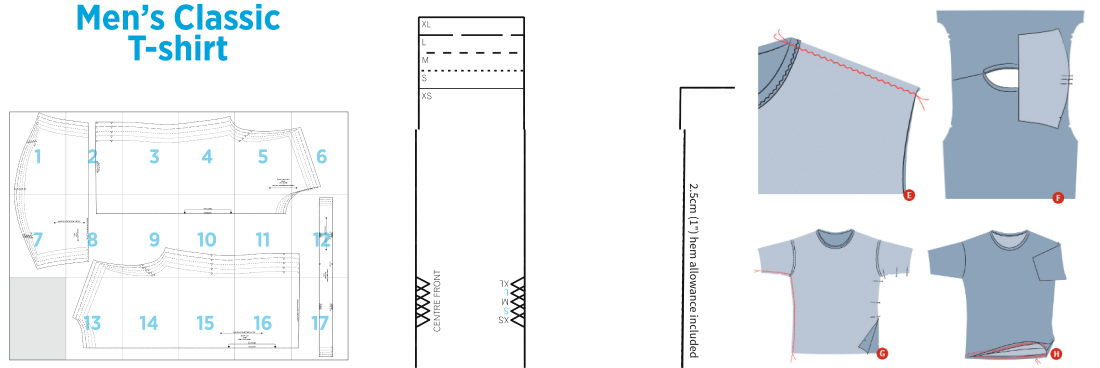 Men's Classic
T-shirt
1 2 3 4 5 6
7 8 9 10 11 12
13 14 15 16 17
XL
L
M
S
XS
CENTRE FRONT
XL
L
M
S
XS
2.5cm (1") hem allowance included
E
F
G
H